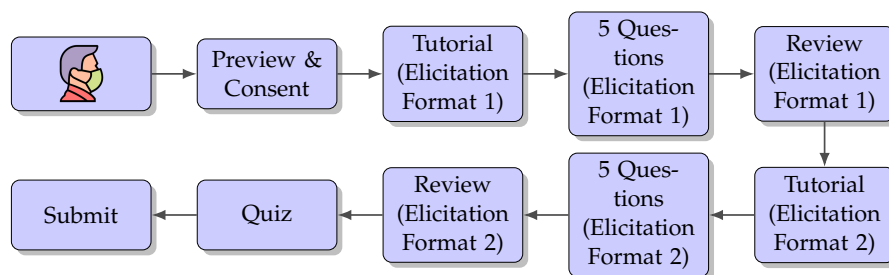 Preview &
Consent
Tutorial
(Elicitation
Format 1)
5 Ques-
tions
(Elicitation
Format 1)
Review
(Elicitation
Format 1)
Tutorial
(Elicitation
Format 2)
5 Ques-
tions
(Elicitation
Format 2)
Review
(Elicitation
Format 2)
Quiz
Submit